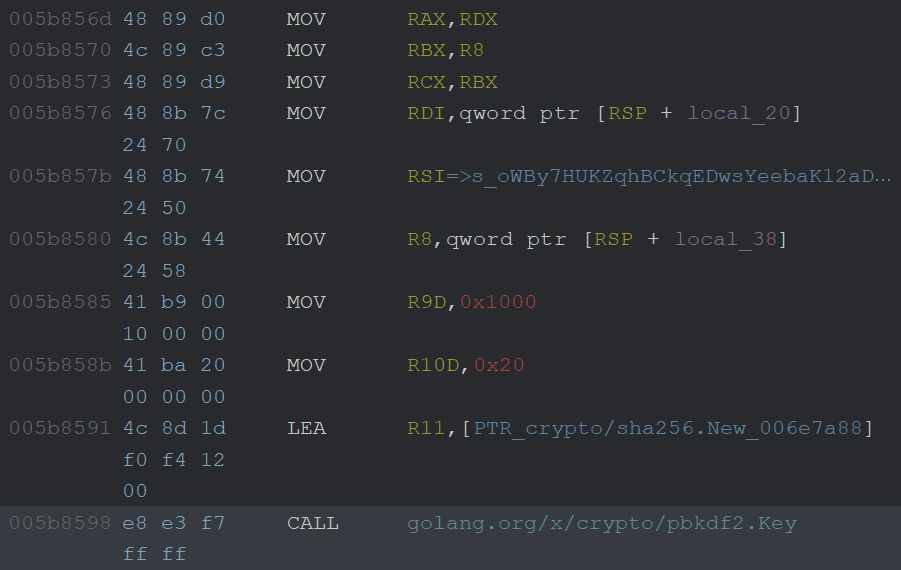 005b856d 48 89 d0 MOV RAX,RDX
005b8570 4c 89 c3 MOV RBX,R8
005b8573 48 89 d9 MOV RCX,RBX
005b8576 48 8b 7c MOV RDI,qword ptr [RSP + local_20]
24 70
005b857b 48 8b 74 MOV RSI=>s_oWBy7HUKZqhBCkqEDwsYeebaK12aD…
24 50
005b8580 4c 8b 44 MOV R8,qword ptr [RSP + local_38]
24 58
005b8585 41 b9 00 MOV R9D,0x1000
10 00 00
005b858b 41 ba 20 MOV R10D,0x20
00 00 00
005b8591 4c 8d 1d LEA R11,[PTR_crypto/sha256.New_006e7a88]
f0 f4 12
00
005b8598 e8 e3 f7 CALL golang.org/x/crypto/pbkdf2.Key
ff ff